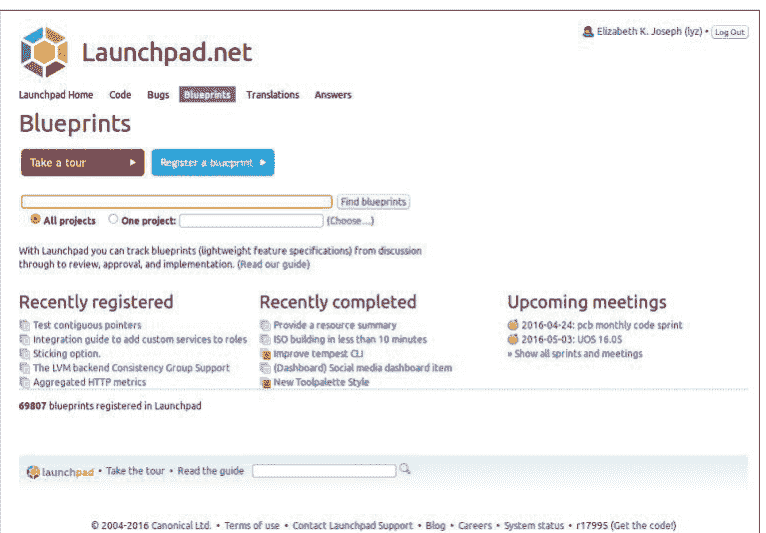 Elizabeth K. Joseph (lyz) • Log Out
Launchpad.net
Launchpad Home Code Bugs Blueprints Translations Answers
Blueprints
Take a tour Register a blueprint
Find blueprints
All projects One project: (Choose...)
With Launchpad you can track blueprints (lightweight feature specifications) from discussion
through to review, approval, and implementation. (Read our guide)
Recently registered
Test contiguous pointers
Integration guide to add custom services to roles
Sticking option.
The LVM backend Consistency Group Support
Aggregated HTTP metrics
Recently completed
Provide a resource summary
ISO building in less than 10 minutes
Improve tempest CLI
(Dashboard) Social media dashboard item
New Toolpalette Style
Upcoming meetings
2016-04-24: pcb monthly code sprint
2016-05-03: UOS 16.05
» Show all sprints and meetings
69807 blueprints registered in Launchpad
launchpad • Take the tour • Read the guide
© 2004-2016 Canonical Ltd. • Terms of use • Contact Launchpad Support • Blog • Careers • System status • r17995 (Get the code!)